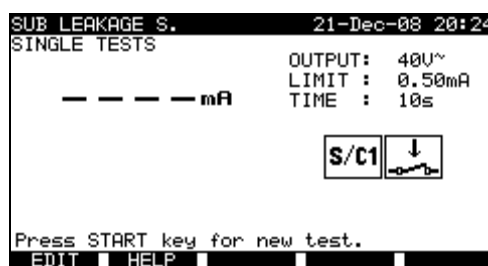 SUB LEAKAGE S. 21-Dec-08 20:24
SINGLE TESTS
OUTPUT: 40V~
LIMIT : 0.50mA
TIME : 10s
– – – – mA
S/C1
Press START key for new test.
EDIT HELP